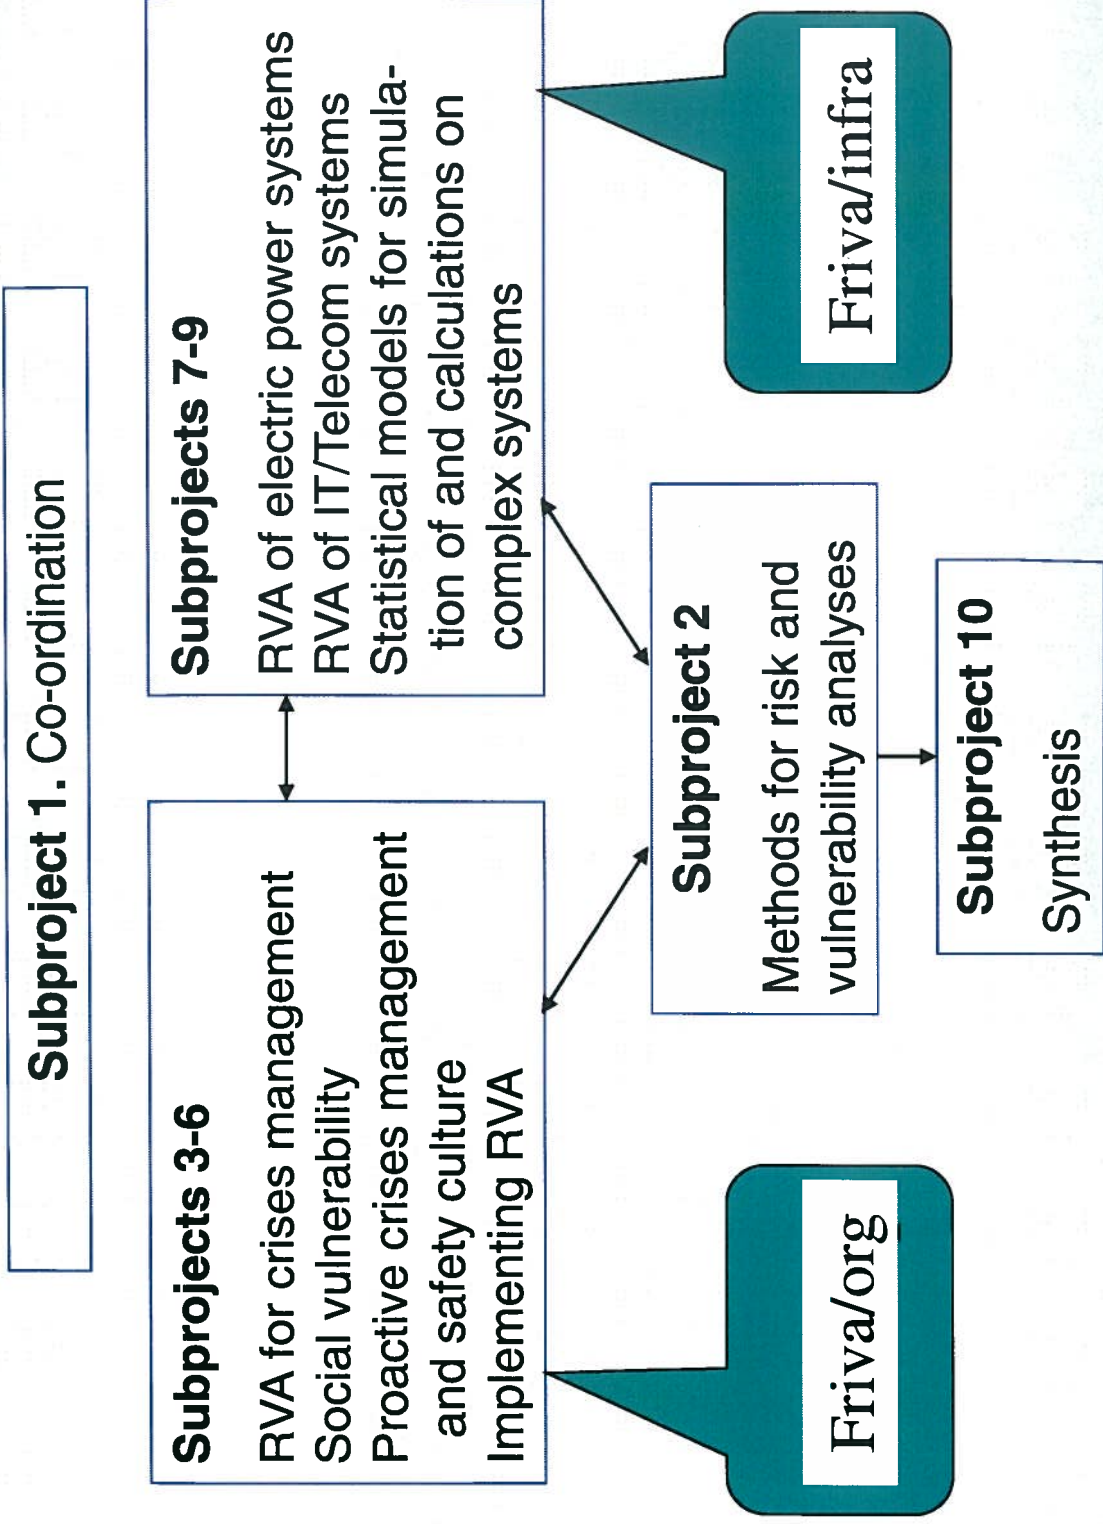 Subproject 1. Co-ordination
Subprojects 3-6
RVA for crises management
Social vulnerability
Proactive crises management
and safety culture
Implementing RVA
Subprojects 7-9
RVA of electric power systems
RVA of IT/Telecom systems
Statistical models for simula-
tion of and calculations on
complex systems
Subproject 2
Methods for risk and
vulnerability analyses
Friva/org
Friva/infra
Subproject 10
Synthesis